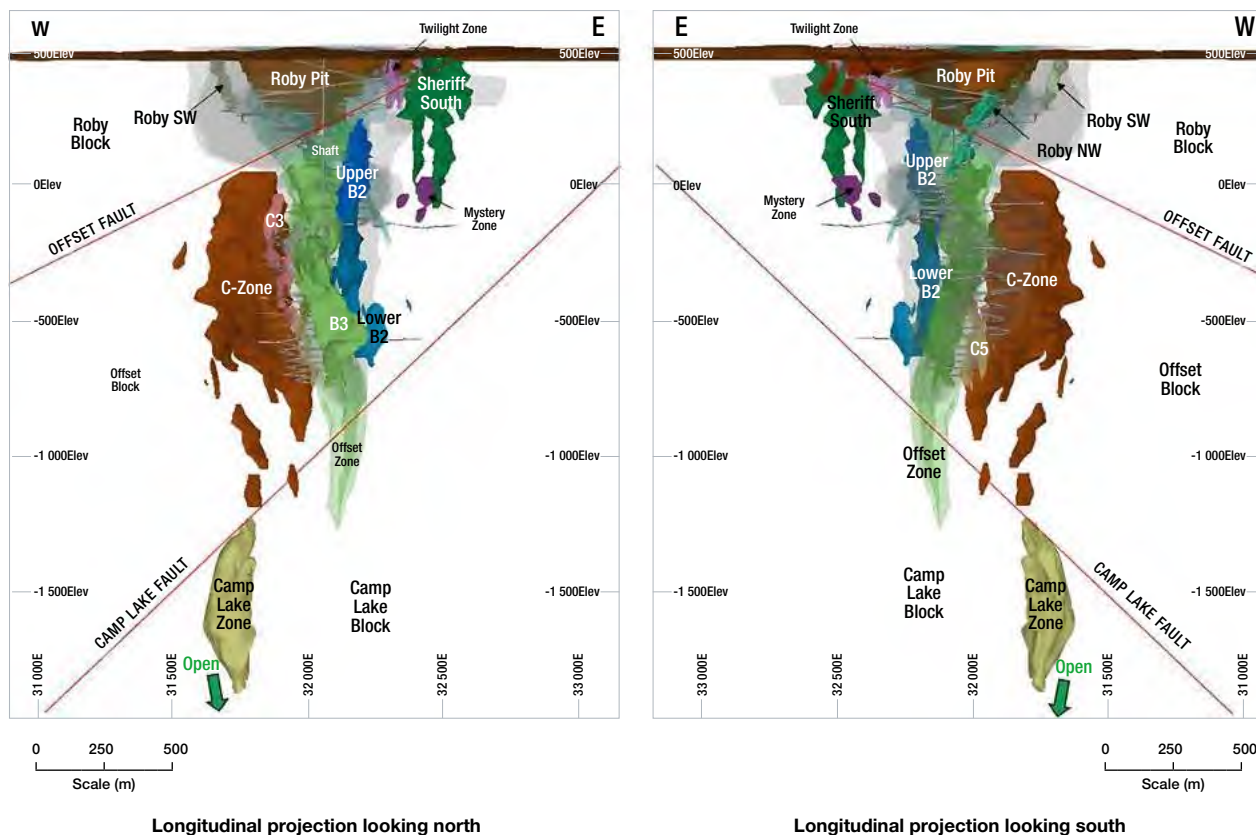 W
E
Twilight Zone
500Elev
500Elev
Roby Pit
Sheriff
South
Roby SW
Roby
Block
Shaft
Upper
B2
0Elev
0Elev
Mystery
Zone
OFFSET FAULT
C3
C-Zone
B3
Lower
B2
-500Elev
-500Elev
Offset
Block
Offset
Zone
-1 000Elev
-1 000Elev
CAMP LAKE FAULT
Camp
Lake
Zone
Camp
Lake
Block
-1 500Elev
-1 500Elev
Open
31 000E
31 500E
32 000E
32 500E
33 000E
0 250 500
Scale (m)
Longitudinal projection looking north
E
W
Twilight Zone
500Elev
500Elev
Roby Pit
Sheriff
South
Roby SW
Roby
Block
Roby NW
Upper
B2
0Elev
0Elev
Mystery
Zone
OFFSET FAULT
Lower
B2
C-Zone
C5
-500Elev
-500Elev
Offset
Block
Offset
Zone
-1 000Elev
-1 000Elev
Camp
Lake
Block
Camp
Lake
Zone
CAMP LAKE FAULT
-1 500Elev
-1 500Elev
Open
33 000E
32 500E
32 000E
31 500E
31 000E
0 250 500
Scale (m)
Longitudinal projection looking south